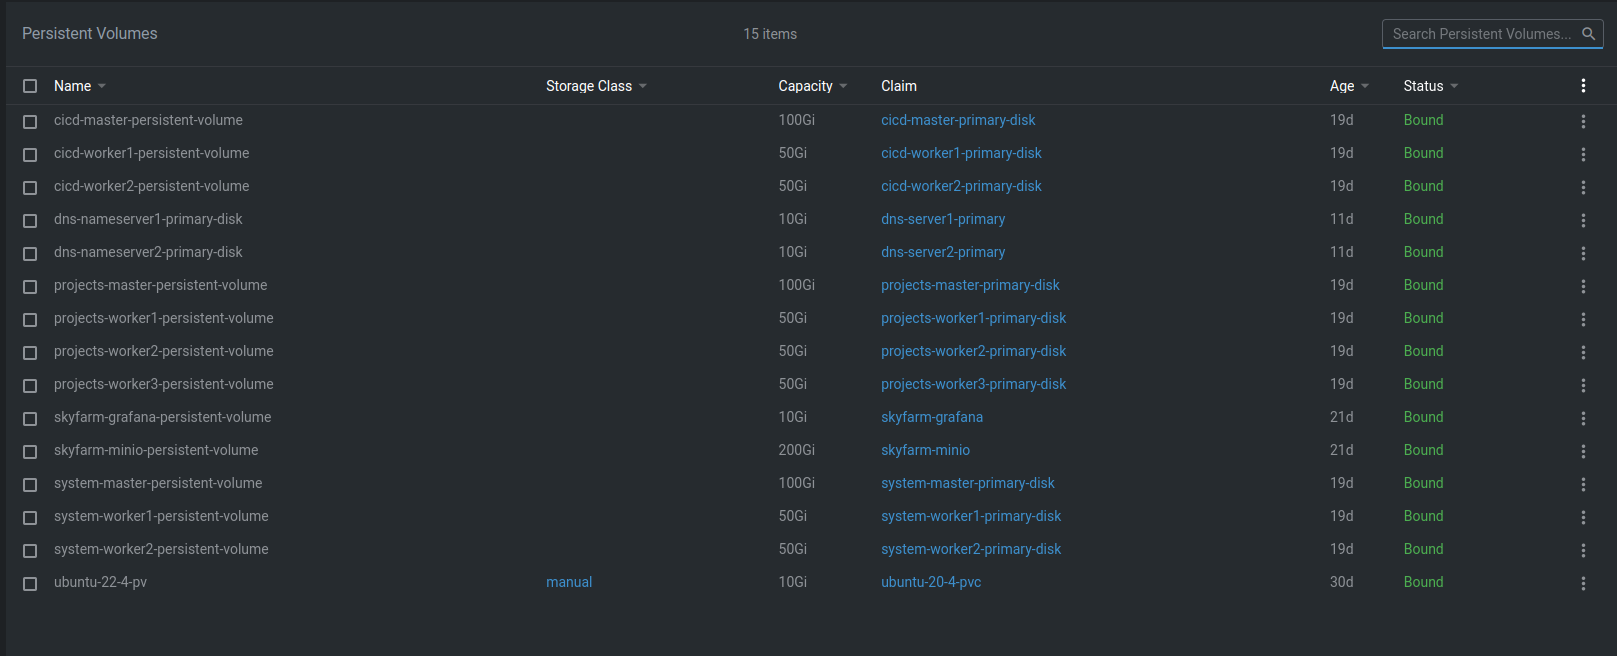 Persistent Volumes 15 items Search Persistent Volumes...
Name Storage Class Capacity Claim Age Status
cicd-master-persistent-volume 100Gi cicd-master-primary-disk 19d Bound
cicd-worker1-persistent-volume 50Gi cicd-worker1-primary-disk 19d Bound
cicd-worker2-persistent-volume 50Gi cicd-worker2-primary-disk 19d Bound
dns-nameserver1-primary-disk 10Gi dns-server1-primary 11d Bound
dns-nameserver2-primary-disk 10Gi dns-server2-primary 11d Bound
projects-master-persistent-volume 100Gi projects-master-primary-disk 19d Bound
projects-worker1-persistent-volume 50Gi projects-worker1-primary-disk 19d Bound
projects-worker2-persistent-volume 50Gi projects-worker2-primary-disk 19d Bound
projects-worker3-persistent-volume 50Gi projects-worker3-primary-disk 19d Bound
skyfarm-grafana-persistent-volume 10Gi skyfarm-grafana 21d Bound
skyfarm-minio-persistent-volume 200Gi skyfarm-minio 21d Bound
system-master-persistent-volume 100Gi system-master-primary-disk 19d Bound
system-worker1-persistent-volume 50Gi system-worker1-primary-disk 19d Bound
system-worker2-persistent-volume 50Gi system-worker2-primary-disk 19d Bound
ubuntu-22-4-pv manual 10Gi ubuntu-20-4-pvc 30d Bound